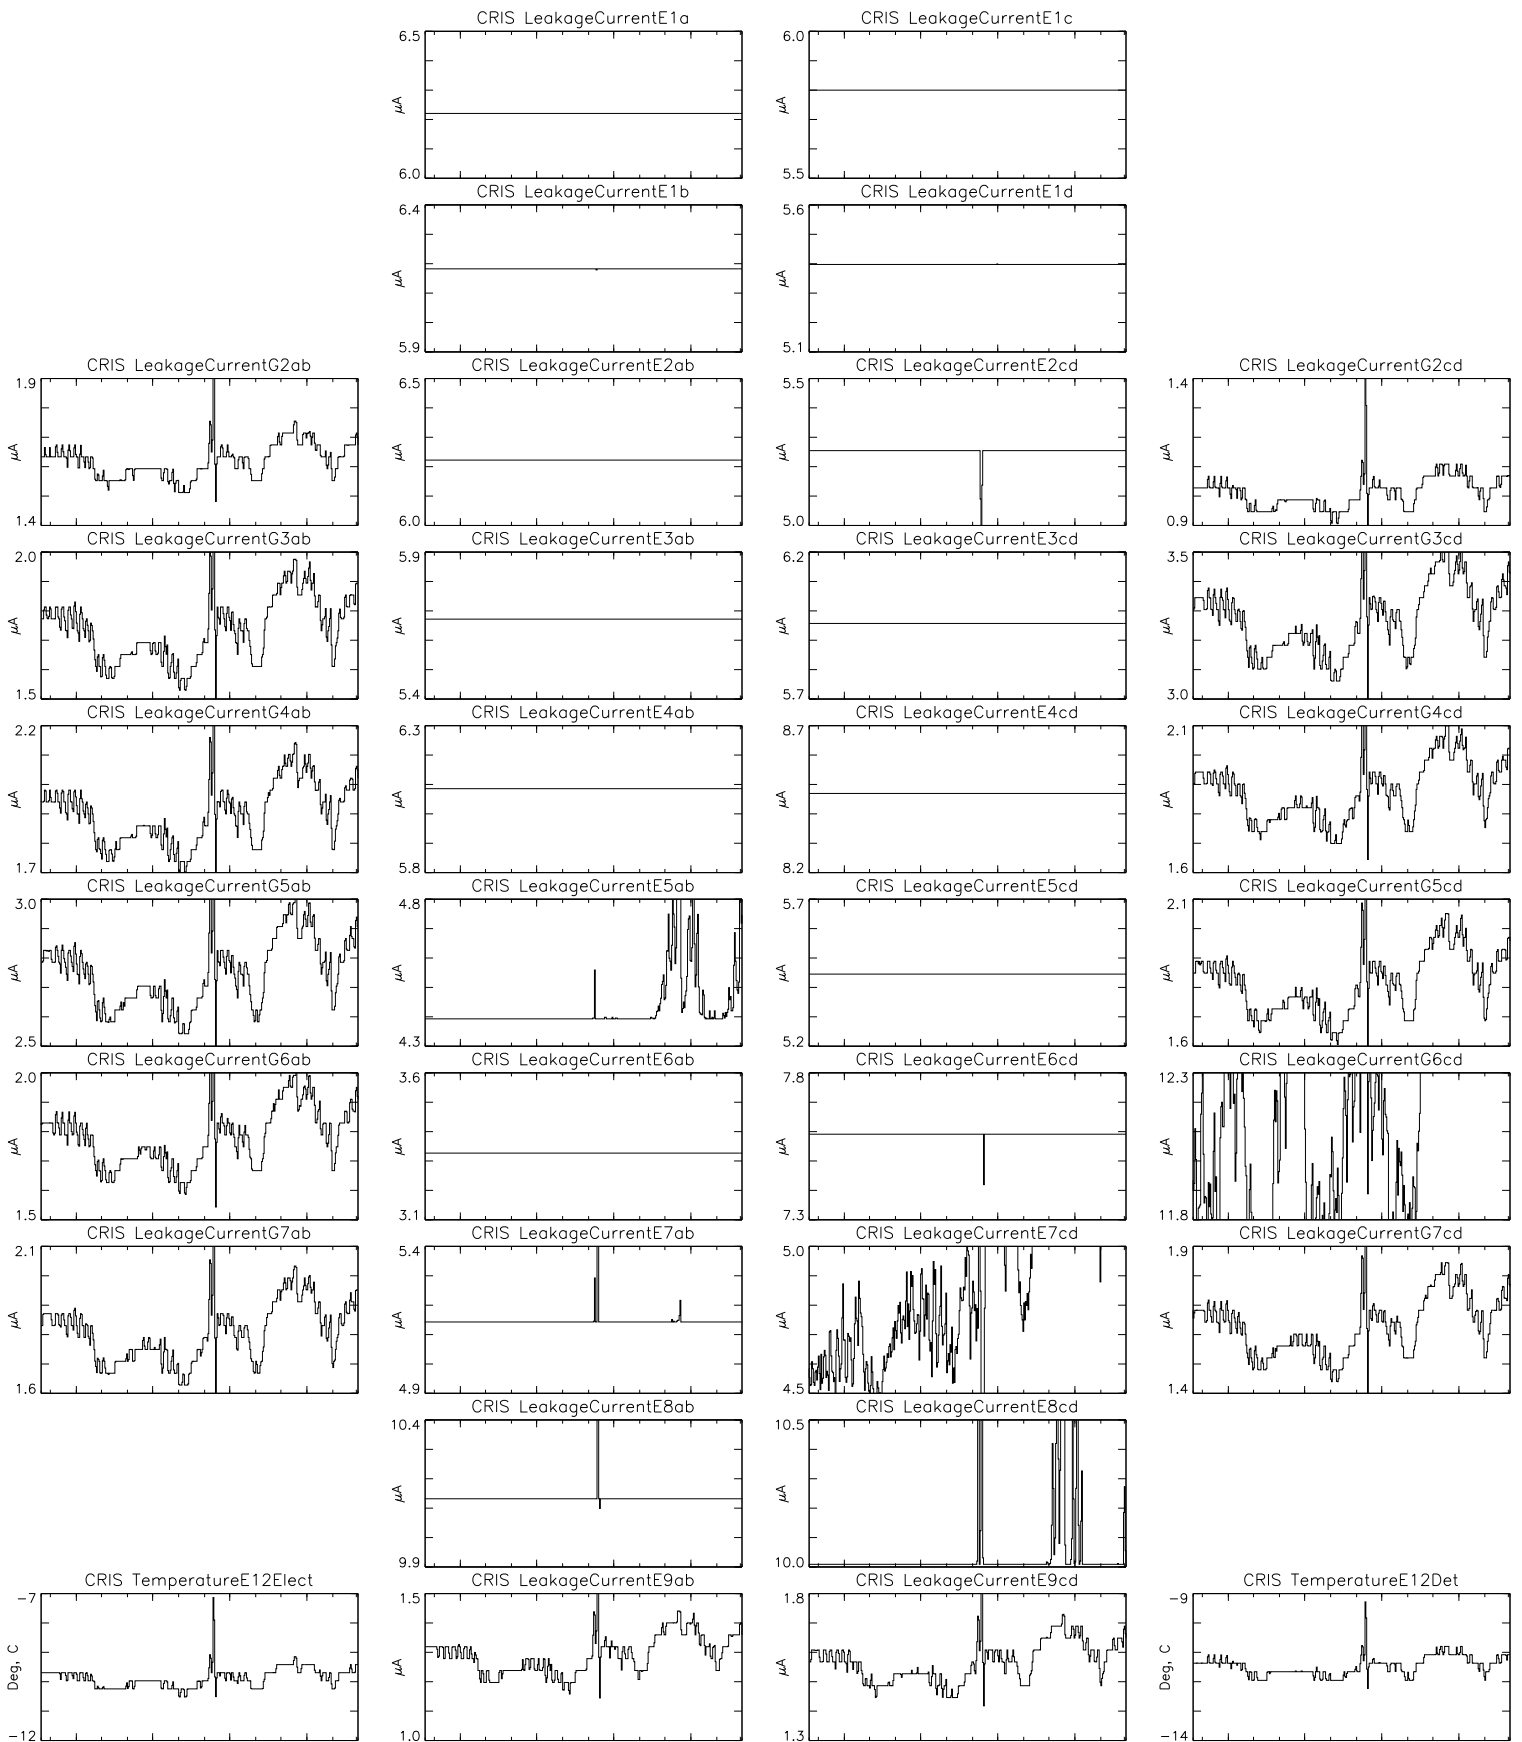 CRIS LeakageCurrentE1a
6.5
μA
6.0
CRIS LeakageCurrentE1c
6.0
μA
5.5
CRIS LeakageCurrentE1b
6.4
μA
5.9
CRIS LeakageCurrentE1d
5.6
μA
5.1
CRIS LeakageCurrentG2ab
1.9
μA
1.4
CRIS LeakageCurrentE2ab
6.5
μA
6.0
CRIS LeakageCurrentE2cd
5.5
μA
5.0
CRIS LeakageCurrentG2cd
1.4
μA
0.9
CRIS LeakageCurrentG3ab
2.0
μA
1.5
CRIS LeakageCurrentE3ab
5.9
μA
5.4
CRIS LeakageCurrentE3cd
6.2
μA
5.7
CRIS LeakageCurrentG3cd
3.5
μA
3.0
CRIS LeakageCurrentG4ab
2.2
μA
1.7
CRIS LeakageCurrentE4ab
6.3
μA
5.8
CRIS LeakageCurrentE4cd
8.7
μA
8.2
CRIS LeakageCurrentG4cd
2.1
μA
1.6
CRIS LeakageCurrentG5ab
3.0
μA
2.5
CRIS LeakageCurrentE5ab
4.8
μA
4.3
CRIS LeakageCurrentE5cd
5.7
μA
5.2
CRIS LeakageCurrentG5cd
2.1
μA
1.6
CRIS LeakageCurrentG6ab
2.0
μA
1.5
CRIS LeakageCurrentE6ab
3.6
μA
3.1
CRIS LeakageCurrentE6cd
7.8
μA
7.3
CRIS LeakageCurrentG6cd
12.3
μA
11.8
CRIS LeakageCurrentG7ab
2.1
μA
1.6
CRIS LeakageCurrentE7ab
5.4
μA
4.9
CRIS LeakageCurrentE7cd
5.0
μA
4.5
CRIS LeakageCurrentG7cd
1.9
μA
1.4
CRIS LeakageCurrentE8ab
10.4
μA
9.9
CRIS LeakageCurrentE8cd
10.5
μA
10.0
CRIS TemperatureE12Elect
-7
Deg, C
-12
CRIS LeakageCurrentE9ab
1.5
μA
1.0
CRIS LeakageCurrentE9cd
1.8
μA
1.3
CRIS TemperatureE12Det
-9
Deg, C
-14